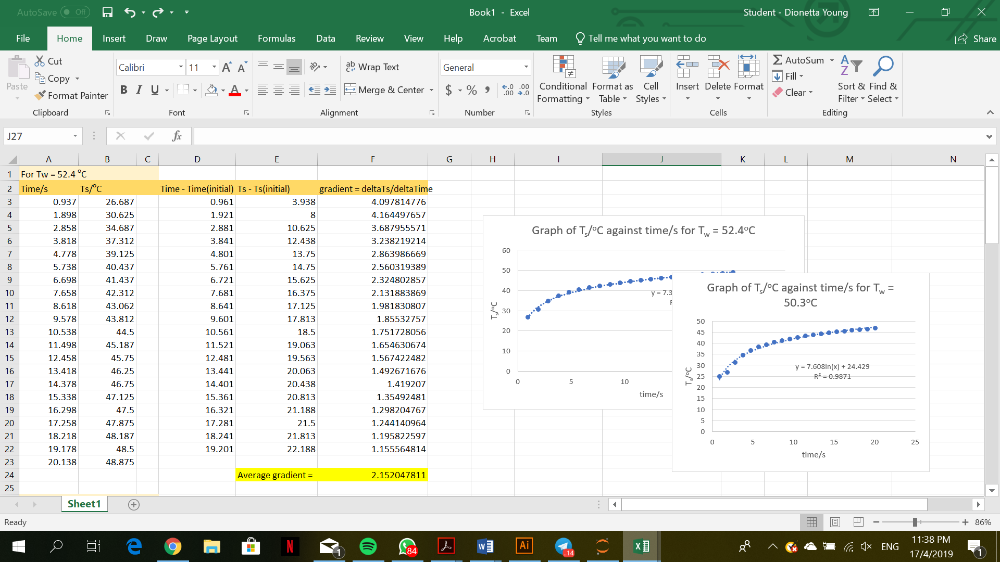 AutoSave Off
Book1 - Excel
Student - Dionetta Young
File Home Insert Draw Page Layout Formulas Data Review View Help Acrobat Team Tell me what you want to do Share
Paste
Cut
Copy
Format Painter
Clipboard
Calibri 11
B I U
Font
Wrap Text
Merge & Center
Alignment
General
$ % ,
Number
Conditional Formatting
Format as Table
Cell Styles
Styles
Insert Delete Format
Cells
AutoSum
Fill
Clear
Sort & Filter
Find & Select
Editing
J27
fx
A B C D E F G H I J K L M N
1 For Tw = 52.4 °C
2 Time/s Ts/°C Time - Time(initial) Ts - Ts(initial) gradient = deltaTs/deltaTime
3 0.937 26.687 0.961 3.938 4.097814776
4 1.898 30.625 1.921 8 4.164497657
5 2.858 34.687 2.881 10.625 3.687955571
6 3.818 37.312 3.841 12.438 3.238219214
7 4.778 39.125 4.801 13.75 2.863986669
8 5.738 40.437 5.761 14.75 2.560319389
9 6.698 41.437 6.721 15.625 2.324802857
10 7.658 42.312 7.681 16.375 2.131883869
11 8.618 43.062 8.641 17.125 1.981830807
12 9.578 43.812 9.601 17.813 1.85532757
13 10.538 44.5 10.561 18.5 1.751728056
14 11.498 45.187 11.521 19.063 1.654630674
15 12.458 45.75 12.481 19.563 1.567422482
16 13.418 46.25 13.441 20.063 1.492671676
17 14.378 46.75 14.401 20.438 1.419207
18 15.338 47.125 15.361 20.813 1.35492481
19 16.298 47.5 16.321 21.188 1.298204767
20 17.258 47.875 17.281 21.5 1.244140964
21 18.218 48.187 18.241 21.813 1.195822597
22 19.178 48.5 19.201 22.188 1.155564814
23 20.138 48.875
24 Average gradient = 2.152047811
25
Graph of Ts/°C against time/s for Tw = 52.4°C
60
50
40
30
20
10
0
Ts/°C
y = 7.3
0 5 10
time/s
Graph of Ts/°C against time/s for Tw =
50.3°C
50
45
40
35
30
25
20
15
10
5
0
Ts/°C
y = 7.608ln(x) + 24.429
R² = 0.9871
0 5 10 15 20 25
time/s
Sheet1
Ready
86%
1
84
Ai
..14
ENG
11:38 PM
17/4/2019
1